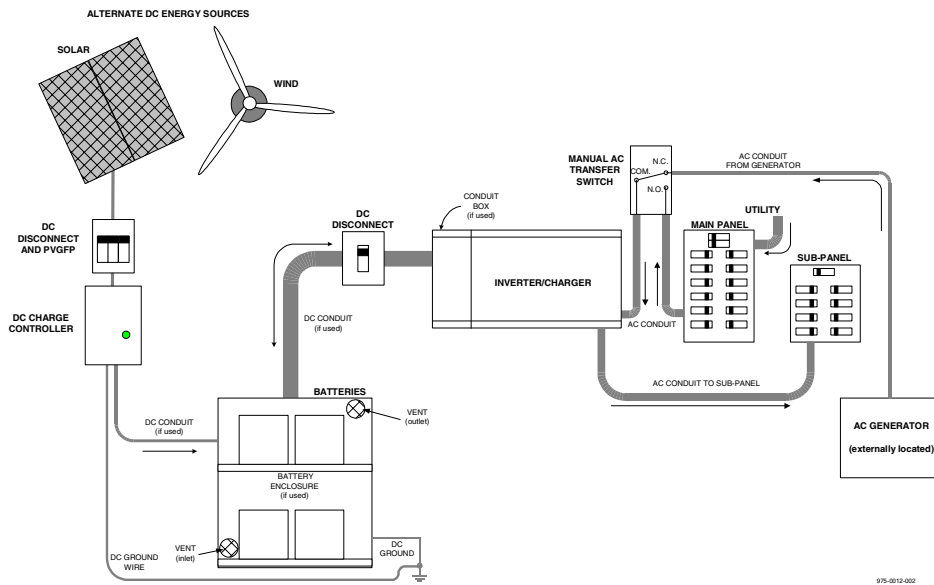 ALTERNATE DC ENERGY SOURCES
SOLAR
WIND
MANUAL AC
TRANSFER
SWITCH
N.C.
COM.
N.O.
AC CONDUIT
FROM GENERATOR
UTILITY
MAIN PANEL
SUB-PANEL
CONDUIT
BOX
(if used)
DC
DISCONNECT
DC
DISCONNECT
AND PVGFP
INVERTER/CHARGER
DC CHARGE
CONTROLLER
DC CONDUIT
(if used)
AC CONDUIT
AC CONDUIT TO SUB-PANEL
BATTERIES
VENT
(outlet)
DC CONDUIT
(if used)
AC GENERATOR
(externally located)
BATTERY
ENCLOSURE
(if used)
VENT
(inlet)
DC
GROUND
DC GROUND
WIRE
975-0012-002